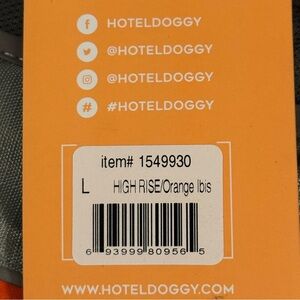 HOTELDOGGY
@HOTELDOGGY
@HOTELDOGGY
# #HOTELDOGGY
item# 1549930
L HIGH RISE/Orange Ibis
6 93999 80956 5
WWW.HOTELDOGGY.COM